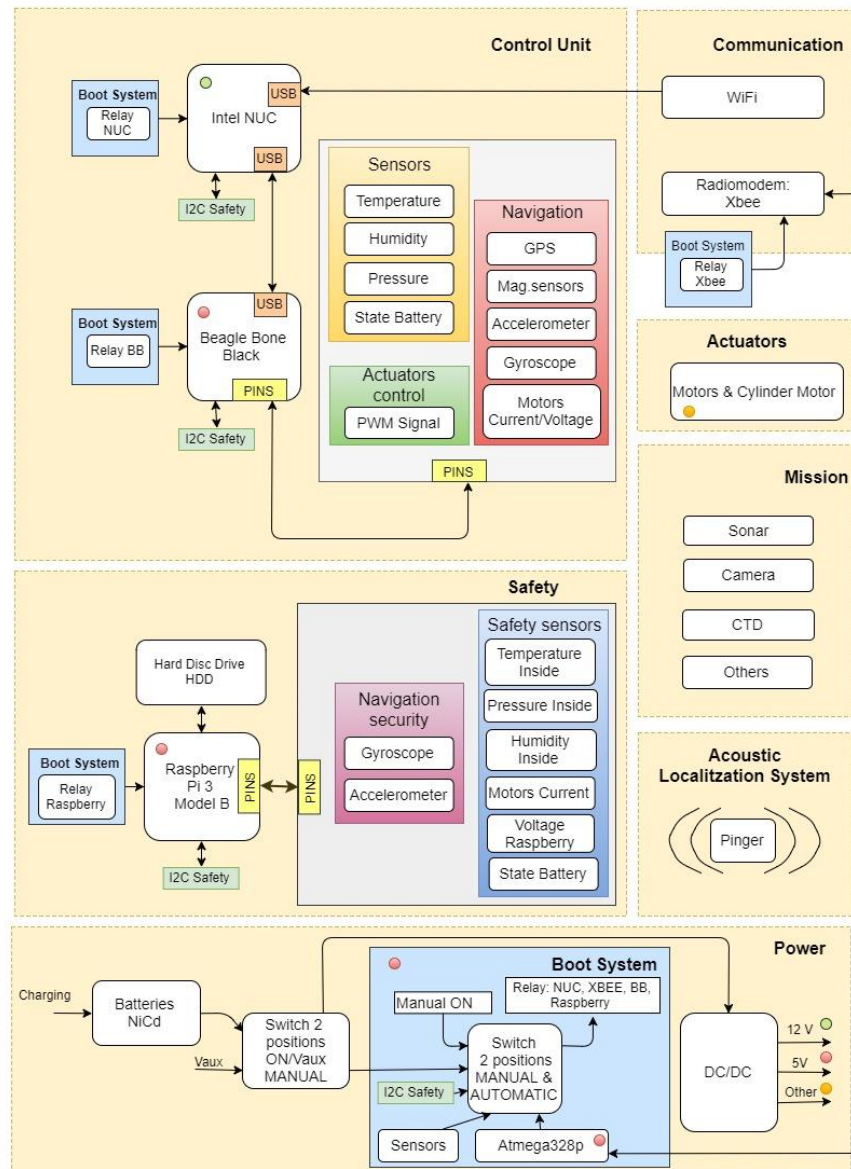 Control Unit
Boot System
Relay
NUC
Intel NUC
USB
USB
I2C Safety
Boot System
Relay BB
USB
Beagle Bone
Black
PINS
I2C Safety
Sensors
Temperature
Humidity
Pressure
State Battery
Actuators
control
PWM Signal
Navigation
GPS
Mag.sensors
Accelerometer
Gyroscope
Motors
Current/Voltage
PINS
Communication
WiFi
Radiomodem:
Xbee
Boot System
Relay
Xbee
Actuators
Motors & Cylinder Motor
Mission
Sonar
Camera
CTD
Others
Safety
Hard Disc Drive
HDD
Boot System
Relay
Raspberry
Raspberry
Pi 3
Model B
PINS
I2C Safety
PINS
Navigation
security
Gyroscope
Accelerometer
Safety sensors
Temperature
Inside
Pressure Inside
Humidity
Inside
Motors Current
Voltage
Raspberry
State Battery
Acoustic
Localitzation System
Pinger
Power
Charging
Batteries
NiCd
Vaux
Switch 2
positions
ON/Vaux
MANUAL
Boot System
Manual ON
Relay: NUC, XBEE, BB,
Raspberry
Switch
2 positions
MANUAL &
AUTOMATIC
I2C Safety
Sensors
Atmega328p
DC/DC
12 V
5V
Other